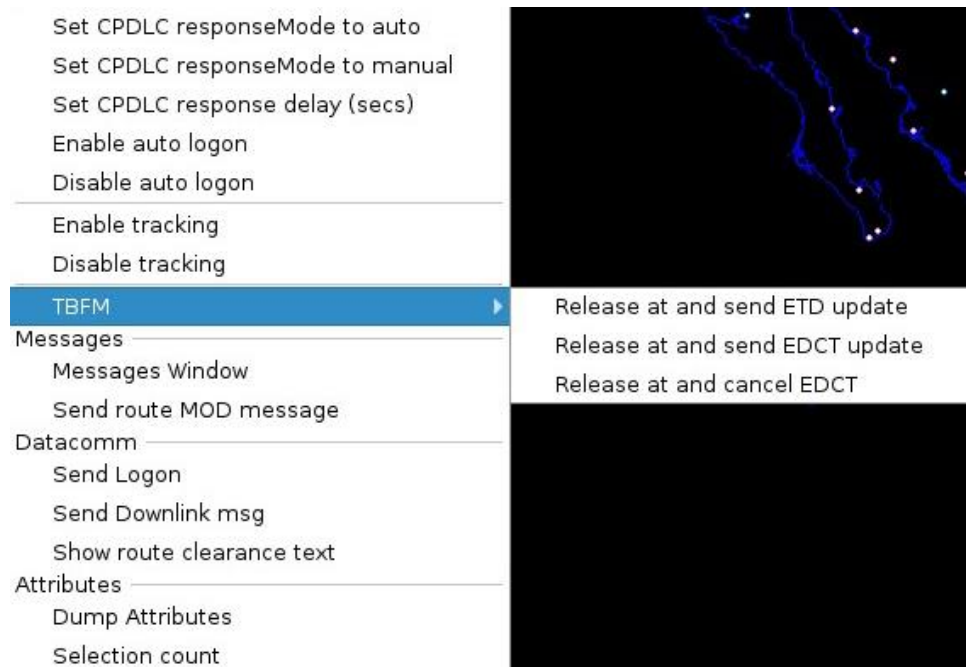 Set CPDLC responseMode to auto
Set CPDLC responseMode to manual
Set CPDLC response delay (secs)
Enable auto logon
Disable auto logon
Enable tracking
Disable tracking
TBFM
Release at and send ETD update
Release at and send EDCT update
Release at and cancel EDCT
Messages
Messages Window
Send route MOD message
Datacomm
Send Logon
Send Downlink msg
Show route clearance text
Attributes
Dump Attributes
Selection count